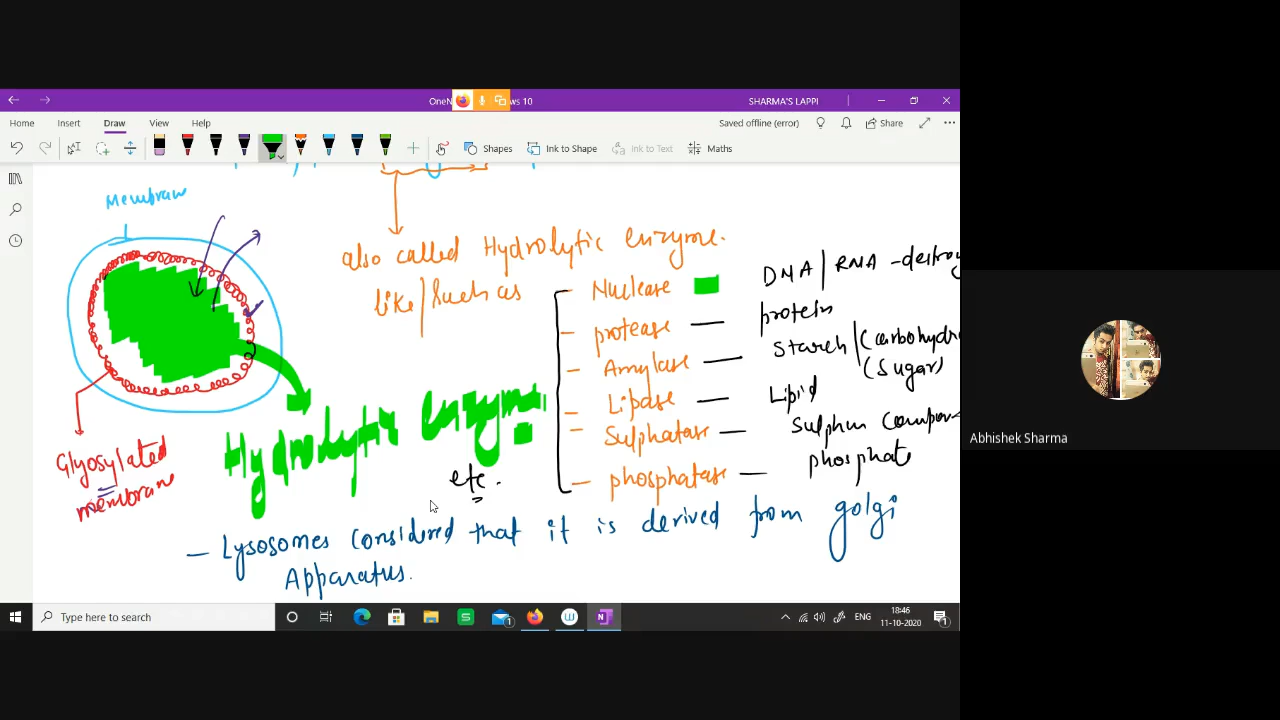 OneN
ws 10
SHARMA'S LAPPI
Home Insert Draw View Help
Saved offline (error)
Share
Shapes
Ink to Shape
Ink to Text
Maths
Membrane
also called Hydrolytic enzyme.
like/Such as
Nuclease
DNA/RNA-destroy
protease — protein
Amylase — Starch/(Carbohydr
(Sugar)
Lipase — Lipid
Sulphatase — Sulphur compou
phosphatase — phosphate
etc.
Hydrolytic enzymes
Glyosylated
membrane
— Lysosomes considered that it is derived from golgi
Apparatus.
Abhishek Sharma
Type here to search
ENG
18:46
11-10-2020